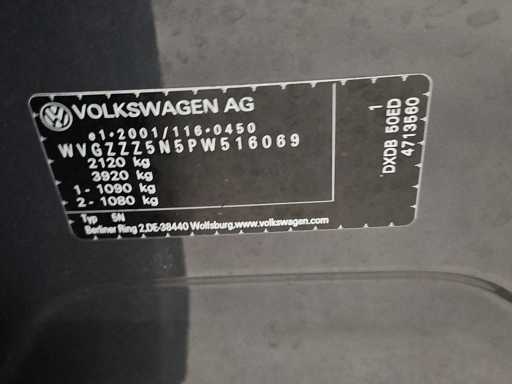 VOLKSWAGEN AG
e1*2001/116*0450
WVGZZZ5N5PW516069
2120 kg
3920 kg
1 - 1090 kg
2 - 1080 kg
Typ 5N
Berliner Ring 2,DE-38440 Wolfsburg,www.volkswagen.com
1
DXDB 50ED
4713560